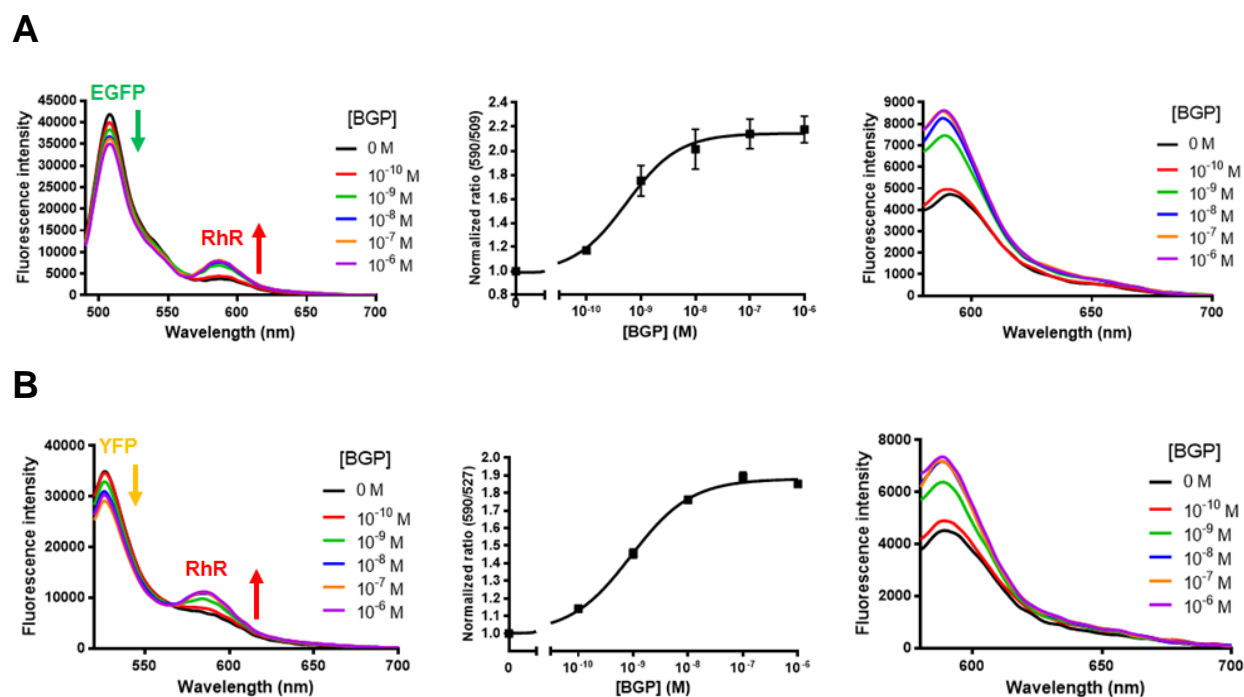 A
EGFP
RhR
Fluorescence intensity
45000
40000
35000
30000
25000
20000
15000
10000
5000
0
500
550
600
650
700
Wavelength (nm)
[BGP]
0 M
10⁻¹⁰ M
10⁻⁹ M
10⁻⁸ M
10⁻⁷ M
10⁻⁶ M
Normalized ratio (590/509)
2.4
2.2
2.0
1.8
1.6
1.4
1.2
1.0
0.8
0
10⁻¹⁰
10⁻⁹
10⁻⁸
10⁻⁷
10⁻⁶
[BGP] (M)
Fluorescence intensity
9000
8000
7000
6000
5000
4000
3000
2000
1000
0
600
650
700
Wavelength (nm)
[BGP]
0 M
10⁻¹⁰ M
10⁻⁹ M
10⁻⁸ M
10⁻⁷ M
10⁻⁶ M
B
YFP
RhR
Fluorescence intensity
40000
30000
20000
10000
0
550
600
650
700
Wavelength (nm)
[BGP]
0 M
10⁻¹⁰ M
10⁻⁹ M
10⁻⁸ M
10⁻⁷ M
10⁻⁶ M
Normalized ratio (590/527)
2.0
1.9
1.8
1.7
1.6
1.5
1.4
1.3
1.2
1.1
1.0
0
10⁻¹⁰
10⁻⁹
10⁻⁸
10⁻⁷
10⁻⁶
[BGP] (M)
Fluorescence intensity
8000
6000
4000
2000
0
600
650
700
Wavelength (nm)
[BGP]
0 M
10⁻¹⁰ M
10⁻⁹ M
10⁻⁸ M
10⁻⁷ M
10⁻⁶ M